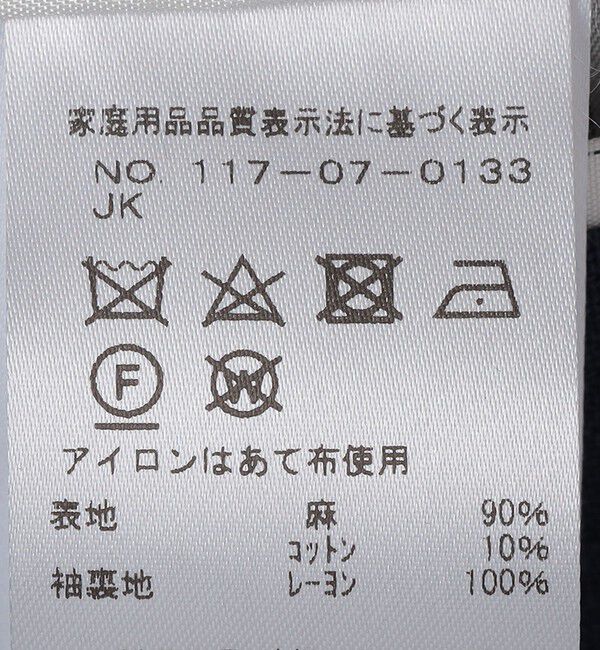 家庭用品品質表示法に基づく表示
NO. 117-07-0133
JK
F
W
アイロンはあて布使用
表地 麻 90%
コットン 10%
袖裏地 レーヨン 100%